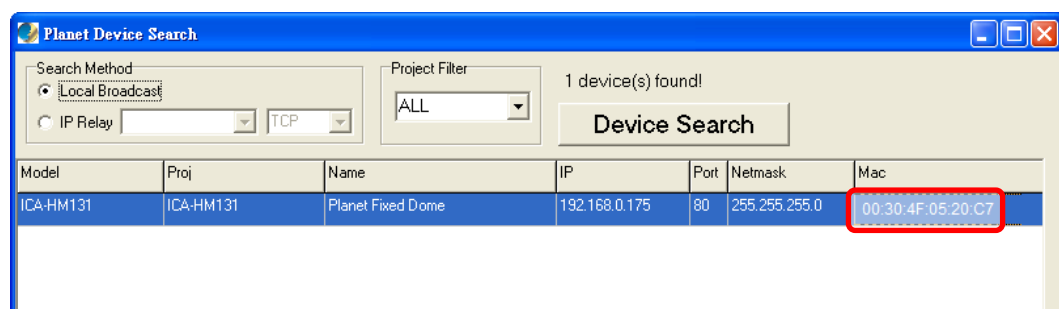 Planet Device Search
Search Method
Local Broadcast
IP Relay TCP
Project Filter
ALL
1 device(s) found!
Device Search
Model Proj Name IP Port Netmask Mac
ICA-HM131 ICA-HM131 Planet Fixed Dome 192.168.0.175 80 255.255.255.0 00:30:4F:05:20:C7